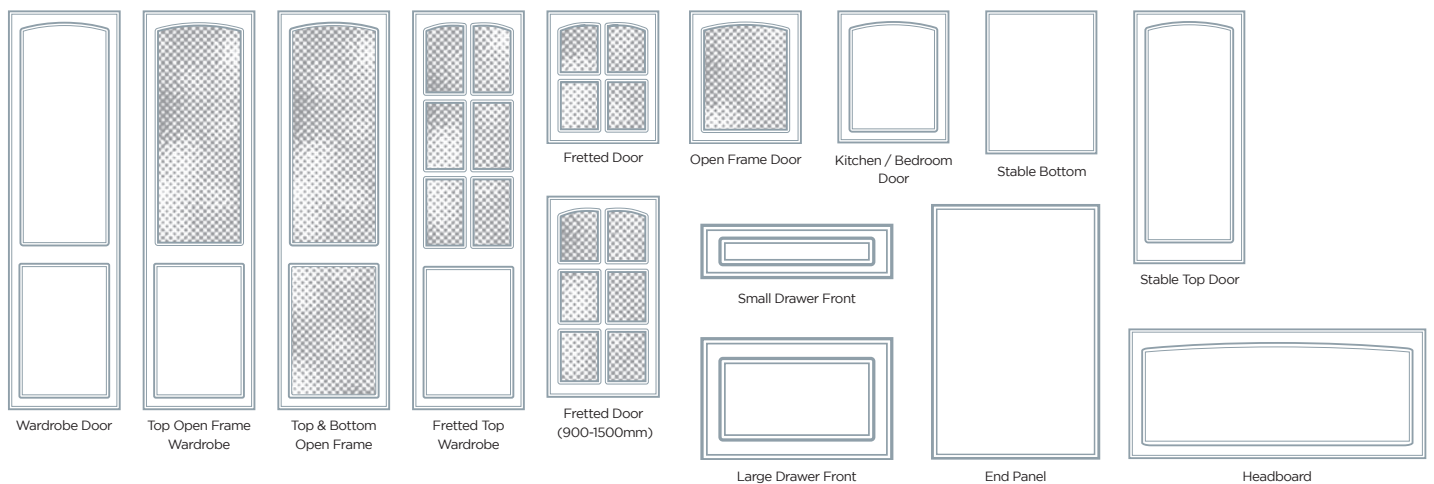 Wardrobe Door
Top Open Frame
Wardrobe
Top & Bottom
Open Frame
Fretted Top
Wardrobe
Fretted Door
Fretted Door
(900-1500mm)
Open Frame Door
Kitchen / Bedroom
Door
Stable Bottom
Small Drawer Front
Large Drawer Front
End Panel
Stable Top Door
Headboard